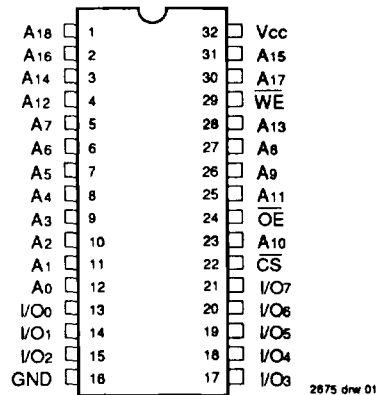 A18 1 32 Vcc
A16 2 31 A15
A14 3 30 A17
A12 4 29 WE
A7 5 28 A13
A6 6 27 A8
A5 7 26 A9
A4 8 25 A11
A3 9 24 OE
A2 10 23 A10
A1 11 22 CS
A0 12 21 I/O7
I/O0 13 20 I/O6
I/O1 14 19 I/O5
I/O2 15 18 I/O4
GND 16 17 I/O3
2675 drw 01